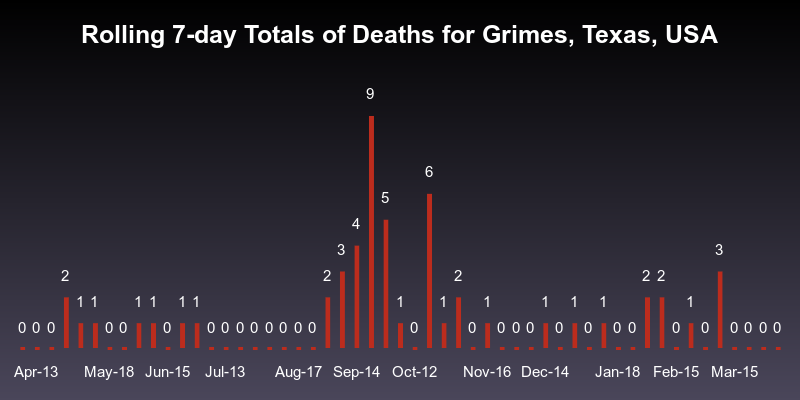 Rolling 7-day Totals of Deaths for Grimes, Texas, USA
9
6
5
4
3 3
2 2 2 2 2
1 1 1 1 1 1 1 1 1 1 1 1 1
0 0 0 0 0 0 0 0 0 0 0 0 0 0 0 0 0 0 0 0 0 0 0 0 0 0 0 0 0
Apr-13 May-18 Jun-15 Jul-13 Aug-17 Sep-14 Oct-12 Nov-16 Dec-14 Jan-18 Feb-15 Mar-15